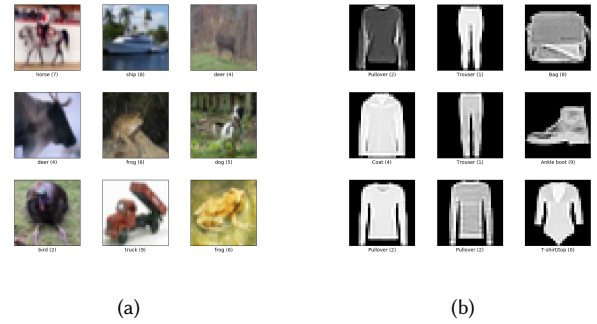 horse (7)
ship (8)
deer (4)
deer (4)
frog (6)
dog (5)
bird (2)
truck (9)
frog (6)
(a)
Pullover (2)
Trouser (1)
Bag (8)
Coat (4)
Trouser (1)
Ankle boot (9)
Pullover (2)
Pullover (2)
T-shirt/top (0)
(b)